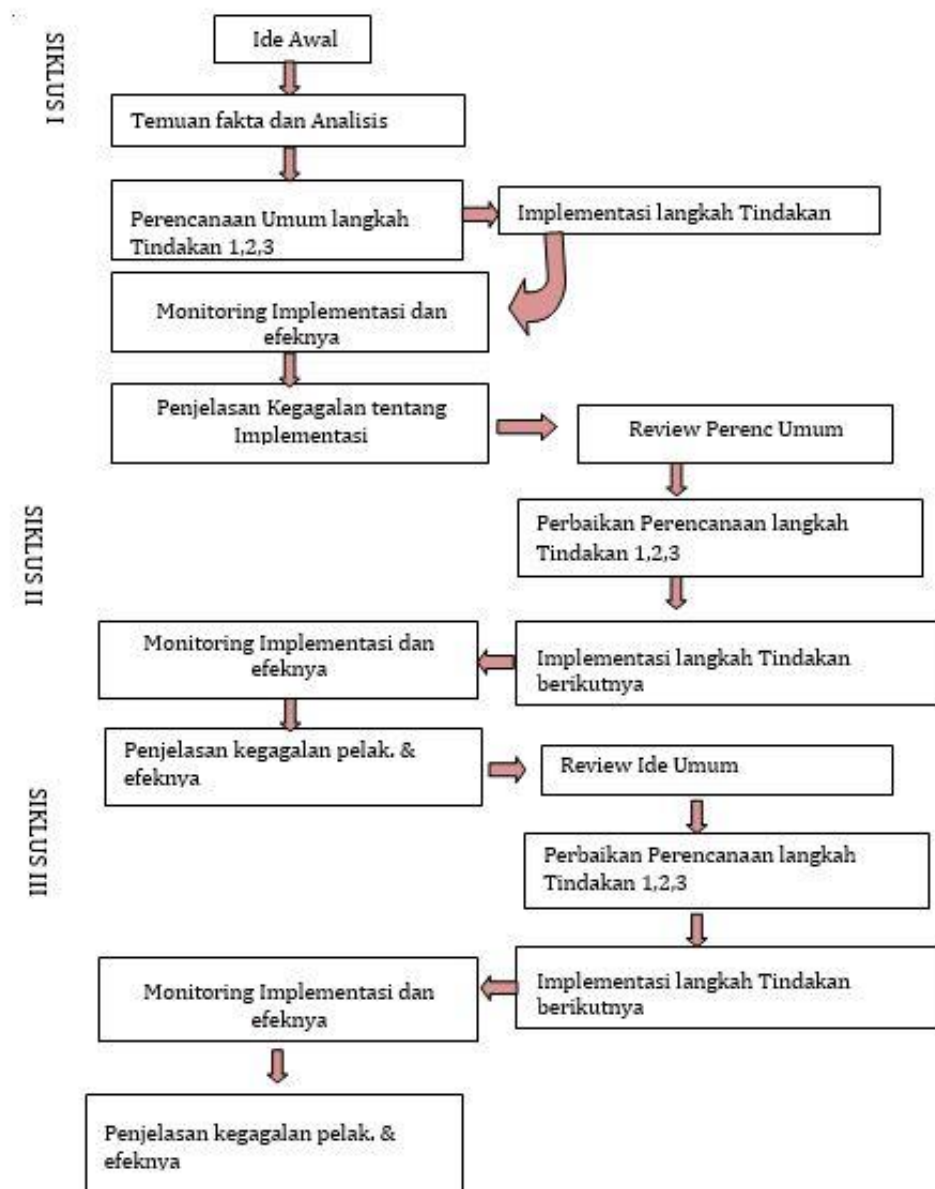 SIKLUS I
Ide Awal
Temuan fakta dan Analisis
Perencanaan Umum langkah
Tindakan 1,2,3
Implementasi langkah Tindakan
Monitoring Implementasi dan
efeknya
Penjelasan Kegagalan tentang
Implementasi
Review Perenc Umum
SIKLUS II
Perbaikan Perencanaan langkah
Tindakan 1,2,3
Implementasi langkah Tindakan
berikutnya
Monitoring Implementasi dan
efeknya
Penjelasan kegagalan pelak. &
efeknya
Review Ide Umum
SIKLUS III
Perbaikan Perencanaan langkah
Tindakan 1,2,3
Implementasi langkah Tindakan
berikutnya
Monitoring Implementasi dan
efeknya
Penjelasan kegagalan pelak. &
efeknya